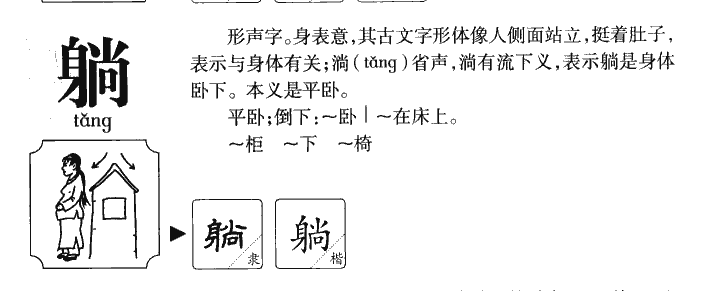 躺
tǎng
形声字。身表意,其古文字形体像人侧面站立,挺着肚子,
表示与身体有关;淌(tǎng)省声,淌有流下义,表示躺是身体
卧下。本义是平卧。
平卧;倒下:~卧|~在床上。
~柜 ~下 ~椅
躺 隶
躺 楷